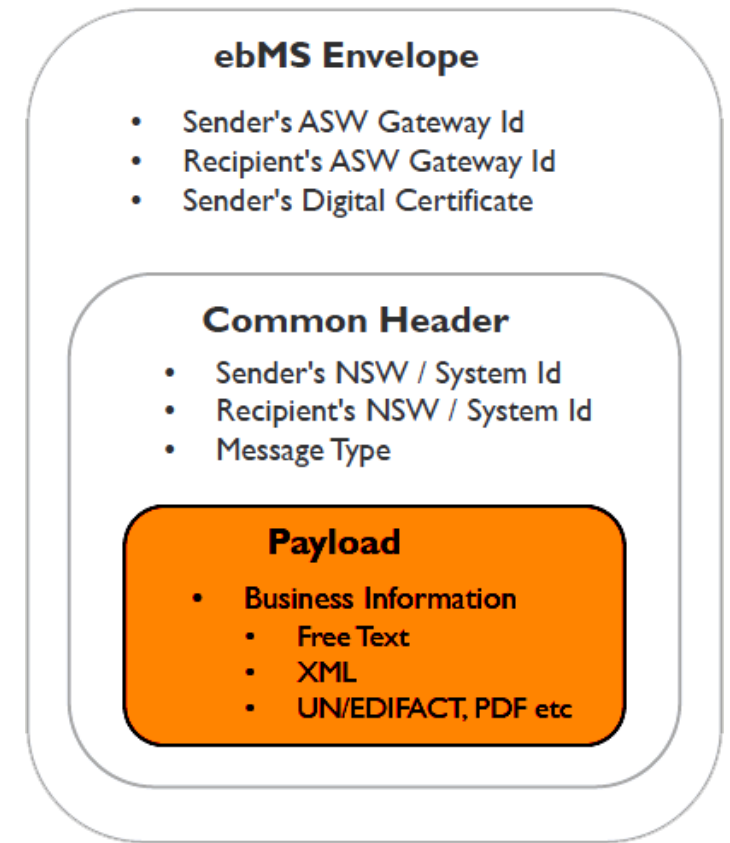 ebMS Envelope
• Sender's ASW Gateway Id
• Recipient's ASW Gateway Id
• Sender's Digital Certificate
Common Header
• Sender's NSW / System Id
• Recipient's NSW / System Id
• Message Type
Payload
• Business Information
• Free Text
• XML
• UN/EDIFACT, PDF etc